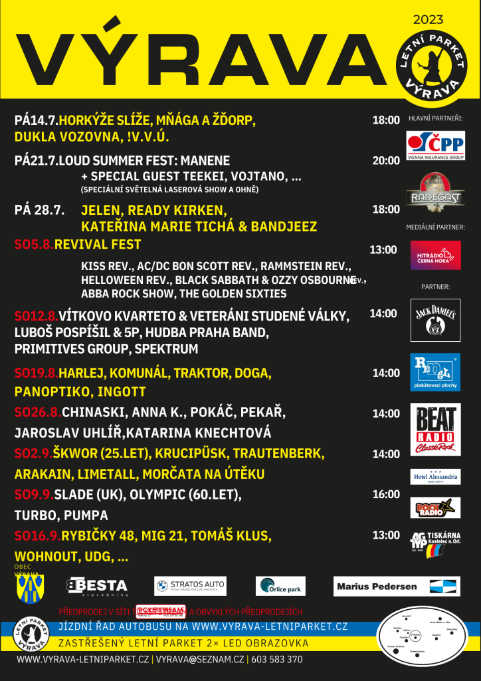 2023
VÝRAVA
LETNÍ PARKET
VÝRAVA
PÁ14.7.HORKÝŽE SLÍŽE, MŇÁGA A ŽĎORP, 18:00
DUKLA VOZOVNA, !V.V.Ú.
HLAVNÍ PARTNEŘI:
ČPP
VIENNA INSURANCE GROUP
PÁ21.7.LOUD SUMMER FEST: MANENE 20:00
+ SPECIAL GUEST TEEKEI, VOJTANO, ...
(SPECIÁLNÍ SVĚTELNÁ LASEROVÁ SHOW A OHNĚ)
RADEGAST
PÁ 28.7. JELEN, READY KIRKEN, 18:00
KATEŘINA MARIE TICHÁ & BANDJEEZ
MEDIÁLNÍ PARTNER:
SO5.8.REVIVAL FEST 13:00
HITRÁDIO
ČERNÁ HORA
KISS REV., AC/DC BON SCOTT REV., RAMMSTEIN REV.,
HELLOWEEN REV., BLACK SABBATH & OZZY OSBOURNE REV.,
ABBA ROCK SHOW, THE GOLDEN SIXTIES
PARTNER:
SO12.8.VÍTKOVO KVARTETO & VETERÁNI STUDENÉ VÁLKY, 14:00
LUBOŠ POSPÍŠIL & 5P, HUDBA PRAHA BAND,
PRIMITIVES GROUP, SPEKTRUM
JACK DANIEL'S
SO19.8.HARLEJ, KOMUNÁL, TRAKTOR, DOGA, 14:00
PANOPTIKO, INGOTT
plakátovací plochy
SO26.8.CHINASKI, ANNA K., POKÁČ, PEKAŘ, 14:00
JAROSLAV UHLÍŘ,KATARINA KNECHTOVÁ
BEAT
RADIO
Classic Rock
SO2.9.ŠKWOR (25.LET), KRUCIPÜSK, TRAUTENBERK, 14:00
ARAKAIN, LIMETALL, MORČATA NA ÚTĚKU
Hotel Alessandria
SO9.9.SLADE (UK), OLYMPIC (60.LET), 16:00
TURBO, PUMPA
ROCK
RADIO
SO16.9.RYBIČKY 48, MIG 21, TOMÁŠ KLUS, 13:00
WOHNOUT, UDG, ...
TISKÁRNA
Kostelec n. Orl.
OBEC
VÝRAVA
BESTA
STRATOS AUTO
Orlice park
Marius Pedersen
PŘEDPRODEJ V SÍTI TICKETSTREAM A OBVYKLÝCH PŘEDPRODEJÍCH
JÍZDNÍ ŘAD AUTOBUSU NA WWW.VYRAVA-LETNIPARKET.CZ
ZASTŘEŠENÝ LETNÍ PARKET 2× LED OBRAZOVKA
LETNÍ PARKET
VÝRAVA
WWW.VYRAVA-LETNIPARKET.CZ | VYRAVA@SEZNAM.CZ | 603 583 370